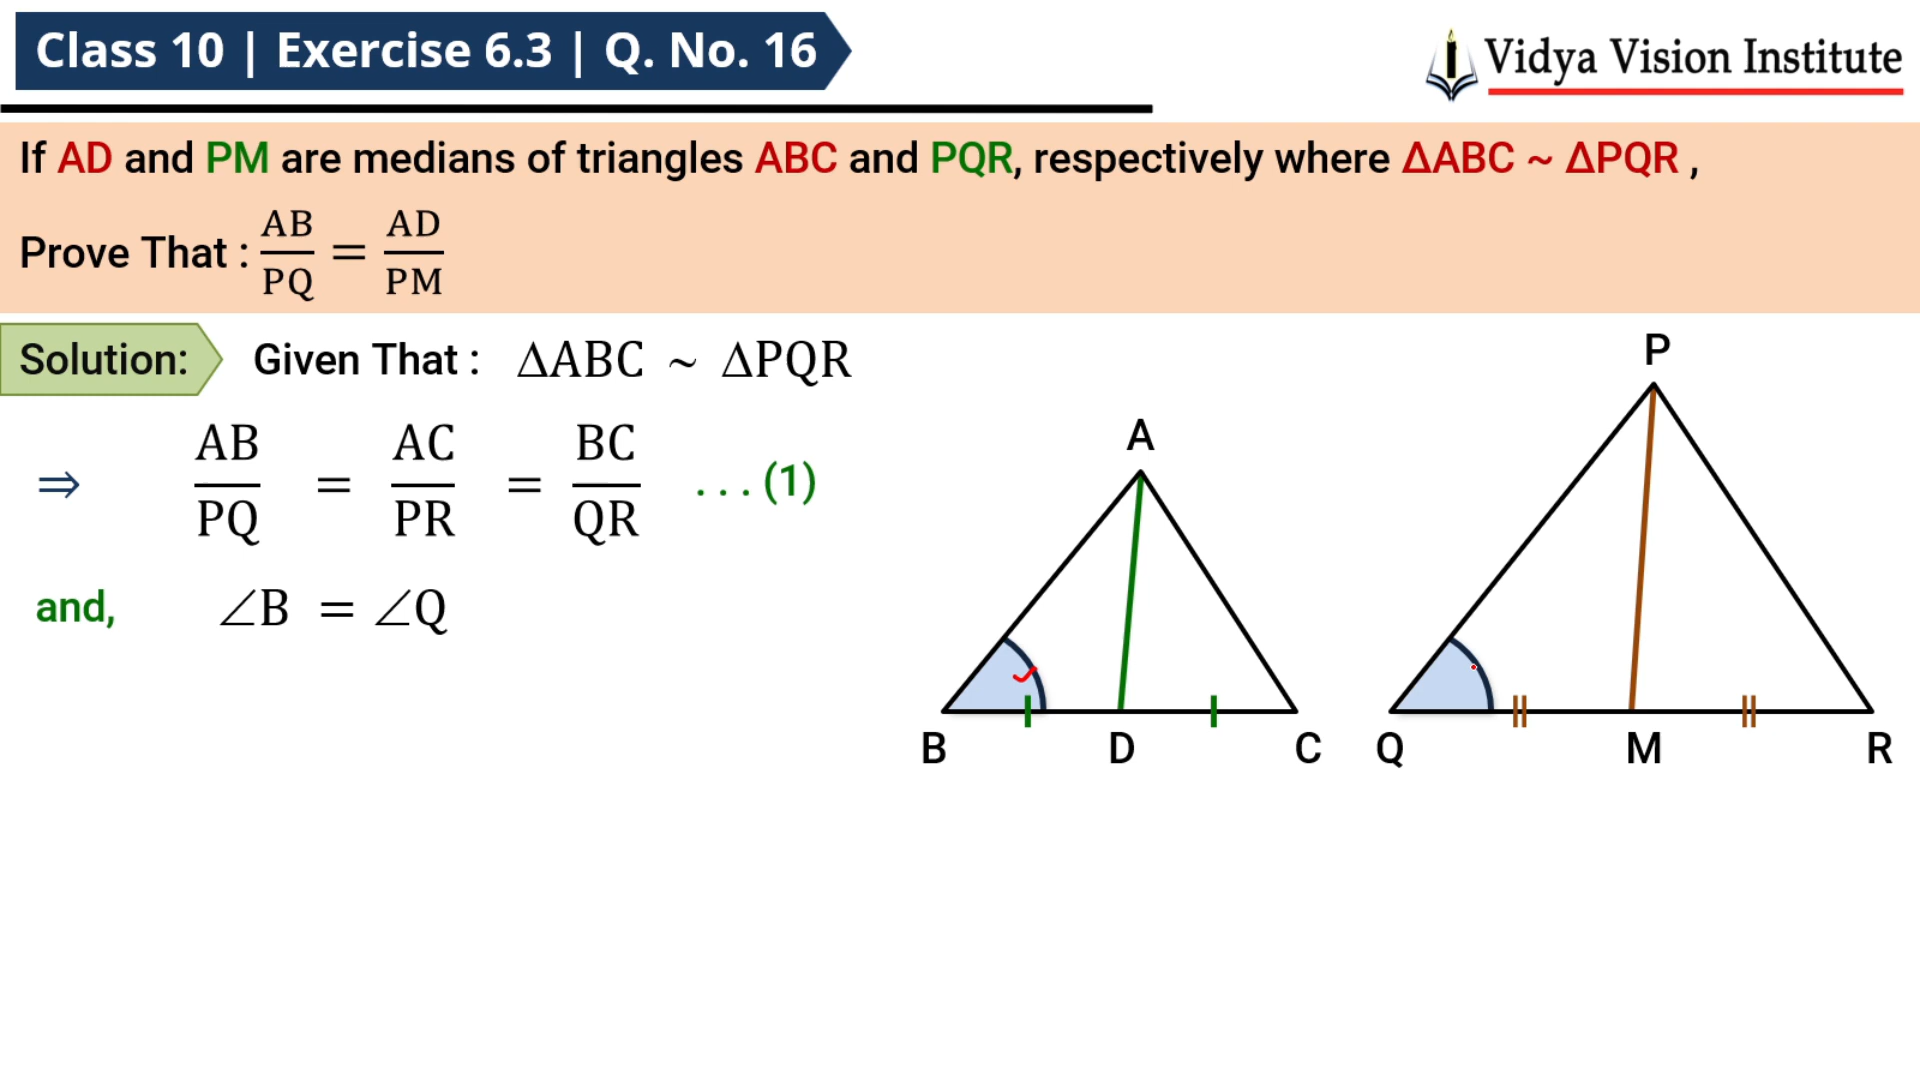 Class 10 | Exercise 6.3 | Q. No. 16
Vidya Vision Institute
If AD and PM are medians of triangles ABC and PQR, respectively where ΔABC ~ ΔPQR ,
Prove That : AB/PQ = AD/PM
Solution: Given That : ΔABC ~ ΔPQR
⇒ AB/PQ = AC/PR = BC/QR . . . (1)
and, ∠B = ∠Q
A
B D C
P
Q M R